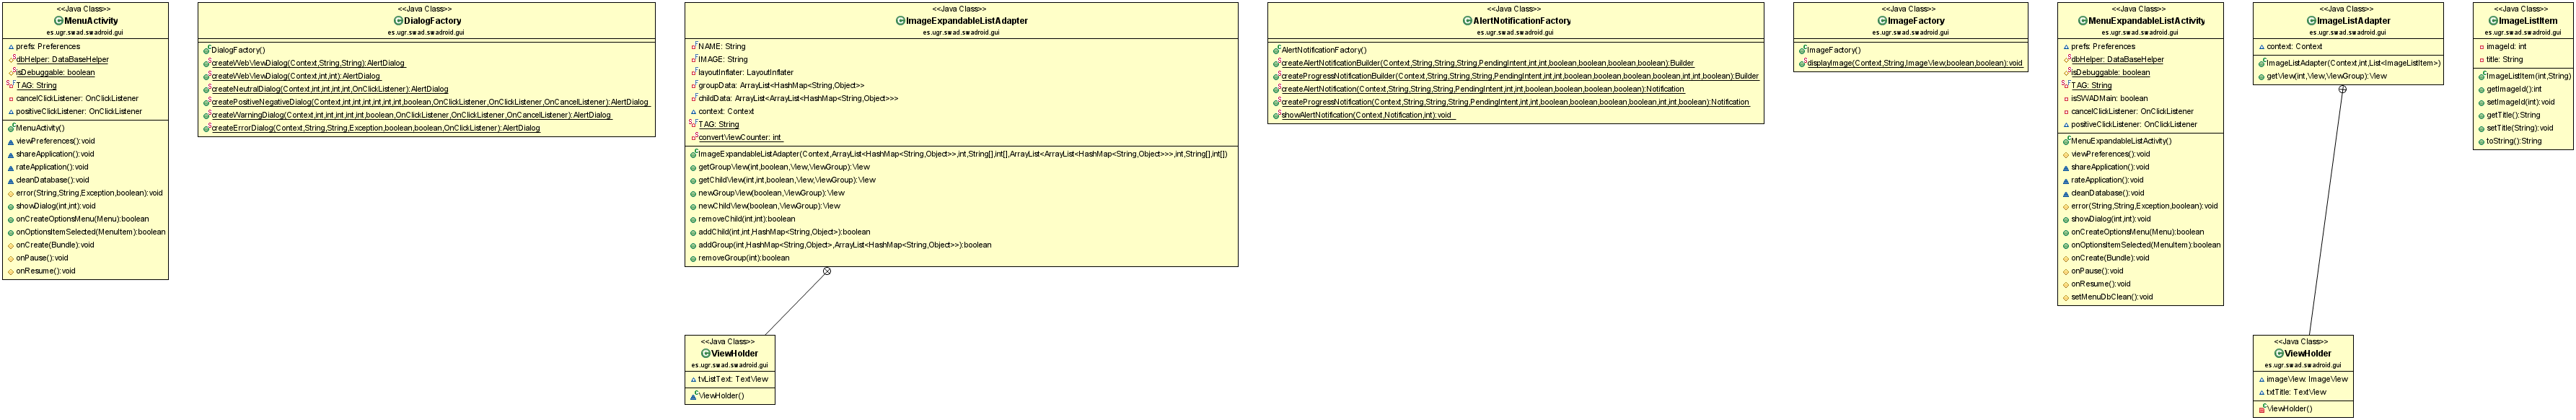 <<Java Class>>
MenuActivity
es.ugr.swad.swadroid.gui
prefs: Preferences
dbHelper: DataBaseHelper
isDebuggable: boolean
TAG: String
cancelClickListener: OnClickListener
positiveClickListener: OnClickListener
MenuActivity()
viewPreferences():void
shareApplication():void
rateApplication():void
cleanDatabase():void
error(String,String,Exception,boolean):void
showDialog(int,int):void
onCreateOptionsMenu(Menu):boolean
onOptionsItemSelected(MenuItem):boolean
onCreate(Bundle):void
onPause():void
onResume():void
<<Java Class>>
DialogFactory
es.ugr.swad.swadroid.gui
DialogFactory()
createWebViewDialog(Context,String,String):AlertDialog
createWebViewDialog(Context,int,int):AlertDialog
createNeutralDialog(Context,int,int,int,int,OnClickListener):AlertDialog
createPositiveNegativeDialog(Context,int,int,int,int,int,int,boolean,OnClickListener,OnClickListener,OnCancelListener):AlertDialog
createWarningDialog(Context,int,int,int,int,int,boolean,OnClickListener,OnClickListener,OnCancelListener):AlertDialog
createErrorDialog(Context,String,String,Exception,boolean,boolean,OnClickListener):AlertDialog
<<Java Class>>
ImageExpandableListAdapter
es.ugr.swad.swadroid.gui
NAME: String
IMAGE: String
layoutInflater: LayoutInflater
groupData: ArrayList<HashMap<String,Object>>
childData: ArrayList<ArrayList<HashMap<String,Object>>>
context: Context
TAG: String
convertViewCounter: int
ImageExpandableListAdapter(Context,ArrayList<HashMap<String,Object>>,int,String[],int[],ArrayList<ArrayList<HashMap<String,Object>>>,int,String[],int[])
getGroupView(int,boolean,View,ViewGroup):View
getChildView(int,int,boolean,View,ViewGroup):View
newGroupView(boolean,ViewGroup):View
newChildView(boolean,ViewGroup):View
removeChild(int,int):boolean
addChild(int,int,HashMap<String,Object>):boolean
addGroup(int,HashMap<String,Object>,ArrayList<HashMap<String,Object>>):boolean
removeGroup(int):boolean
<<Java Class>>
ViewHolder
es.ugr.swad.swadroid.gui
tvListText: TextView
ViewHolder()
<<Java Class>>
AlertNotificationFactory
es.ugr.swad.swadroid.gui
AlertNotificationFactory()
createAlertNotificationBuilder(Context,String,String,String,PendingIntent,int,int,boolean,boolean,boolean,boolean):Builder
createProgressNotificationBuilder(Context,String,String,String,PendingIntent,int,int,boolean,boolean,boolean,boolean,int,int,boolean):Builder
createAlertNotification(Context,String,String,String,PendingIntent,int,int,boolean,boolean,boolean,boolean):Notification
createProgressNotification(Context,String,String,String,PendingIntent,int,int,boolean,boolean,boolean,boolean,int,int,boolean):Notification
showAlertNotification(Context,Notification,int):void
<<Java Class>>
ImageFactory
es.ugr.swad.swadroid.gui
ImageFactory()
displayImage(Context,String,ImageView,boolean,boolean):void
<<Java Class>>
MenuExpandableListActivity
es.ugr.swad.swadroid.gui
prefs: Preferences
dbHelper: DataBaseHelper
isDebuggable: boolean
TAG: String
isSWADMain: boolean
cancelClickListener: OnClickListener
positiveClickListener: OnClickListener
MenuExpandableListActivity()
viewPreferences():void
shareApplication():void
rateApplication():void
cleanDatabase():void
error(String,String,Exception,boolean):void
showDialog(int,int):void
onCreateOptionsMenu(Menu):boolean
onOptionsItemSelected(MenuItem):boolean
onCreate(Bundle):void
onPause():void
onResume():void
setMenuDbClean():void
<<Java Class>>
ImageListAdapter
es.ugr.swad.swadroid.gui
context: Context
ImageListAdapter(Context,int,List<ImageListItem>)
getView(int,View,ViewGroup):View
<<Java Class>>
ViewHolder
es.ugr.swad.swadroid.gui
imageView: ImageView
txtTitle: TextView
ViewHolder()
<<Java Class>>
ImageListItem
es.ugr.swad.swadroid.gui
imageId: int
title: String
ImageListItem(int,String)
getImageId():int
setImageId(int):void
getTitle():String
setTitle(String):void
toString():String